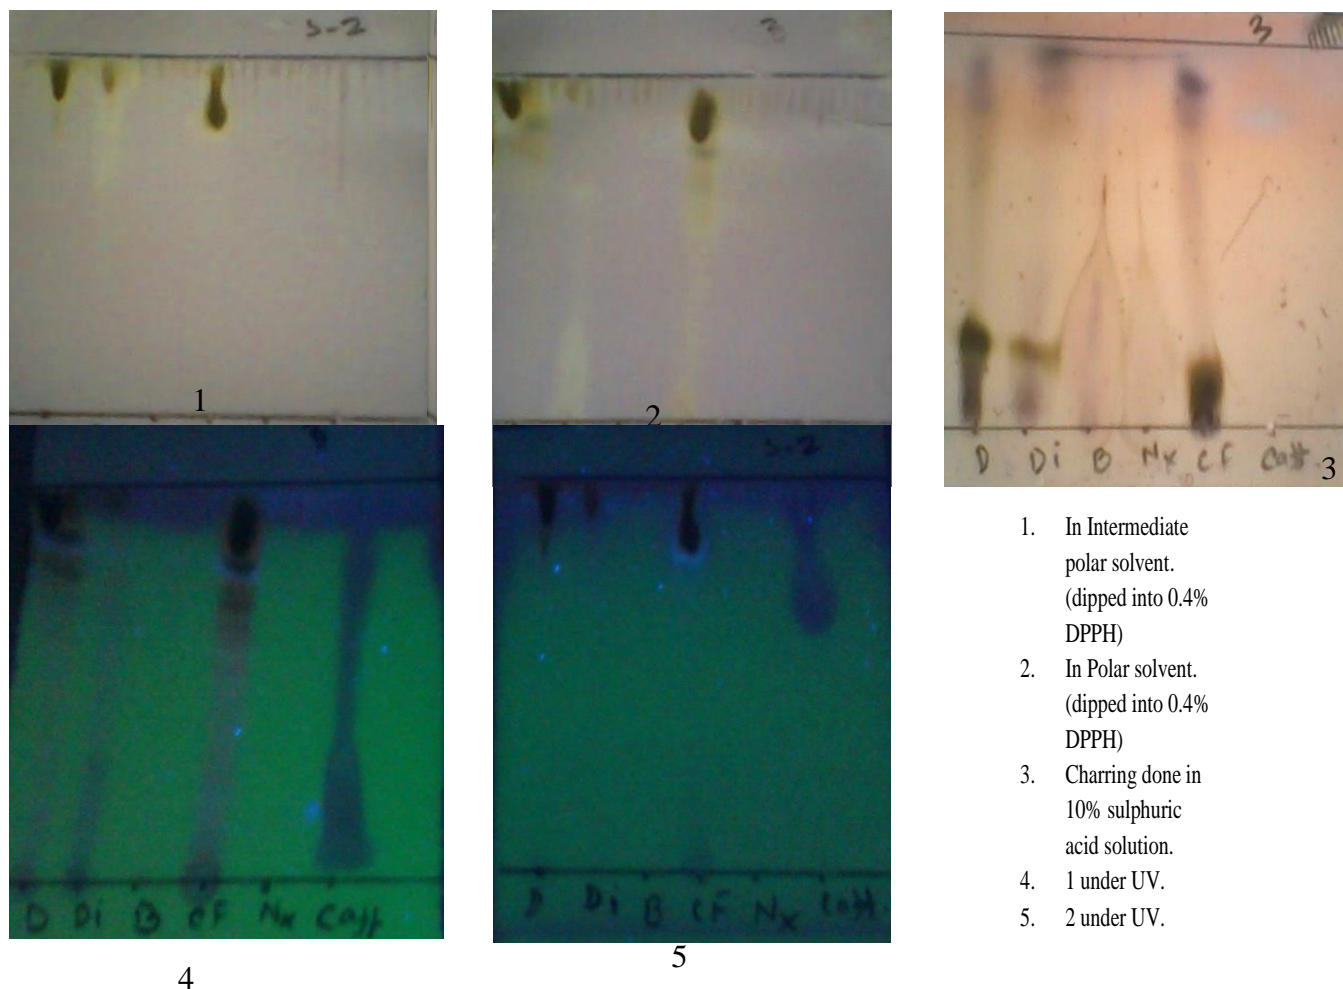 S-2
3
3
1
2
D Di B Nx CF Caff.
3
S-2
D Di B CF Nx Caff
D Di B CF Nx Caff.
4
5
1. In Intermediate
polar solvent.
(dipped into 0.4%
DPPH)
2. In Polar solvent.
(dipped into 0.4%
DPPH)
3. Charring done in
10% sulphuric
acid solution.
4. 1 under UV.
5. 2 under UV.